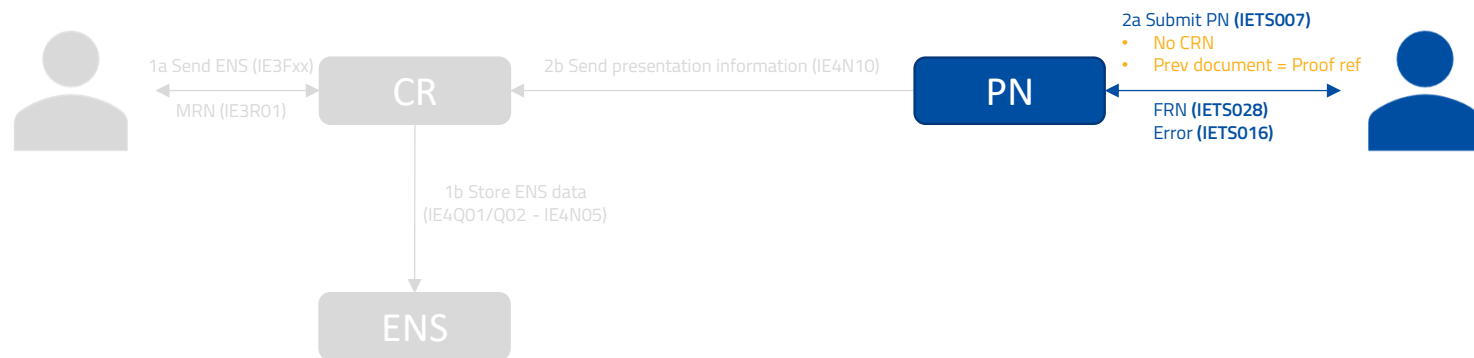 2a Submit PN (IETS007)
• No CRN
• Prev document = Proof ref
1a Send ENS (IE3Fxx)
CR
2b Send presentation information (IE4N10)
PN
MRN (IE3R01)
FRN (IETS028)
Error (IETS016)
1b Store ENS data
(IE4Q01/Q02 - IE4N05)
ENS